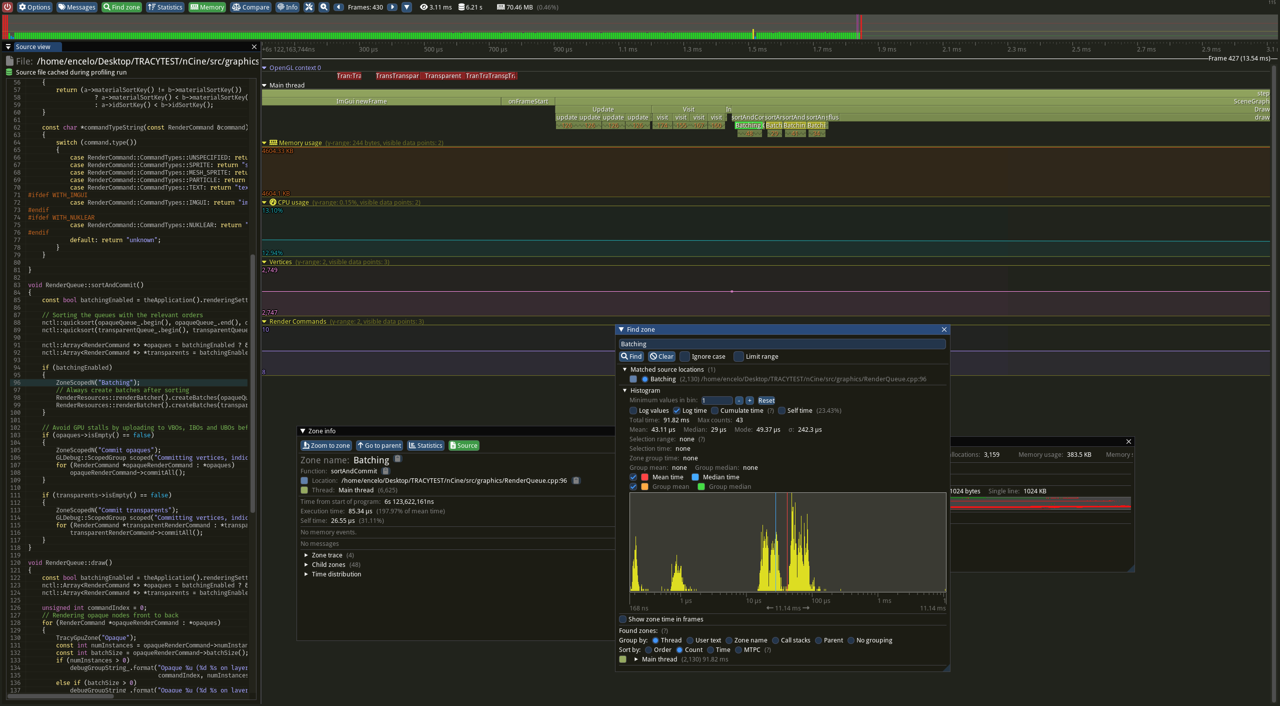 Options Messages Find zone Statistics Memory Compare Info Frames: 430 3.11 ms 6.21 s 70.46 MB (0.46%)
Source view
File: /home/encelo/Desktop/TRACYTEST/nCine/src/graphics
Source file cached during profiling run
56 {
57 return (a->materialSortKey() != b->materialSortKey()
58 ? a->materialSortKey() < b->materialSortKey(
59 : a->idSortKey() < b->idSortKey();
60 }
61
62 const char *commandTypeString(const RenderCommand &command)
63 {
64 switch (command.type())
65 {
66 case RenderCommand::CommandTypes::UNSPECIFIED: retu
67 case RenderCommand::CommandTypes::SPRITE: return "s
68 case RenderCommand::CommandTypes::MESH_SPRITE: retu
69 case RenderCommand::CommandTypes::PARTICLE: return
70 case RenderCommand::CommandTypes::TEXT: return "tex
71 #ifdef WITH_IMGUI
72 case RenderCommand::CommandTypes::IMGUI: return "im
73 #endif
74 #ifdef WITH_NUKLEAR
75 case RenderCommand::CommandTypes::NUKLEAR: return "
76 #endif
77 default: return "unknown";
78 }
79 }
80
81 }
82
83 void RenderQueue::sortAndCommit()
84 {
85 const bool batchingEnabled = theApplication().renderingSett
86
87 // Sorting the queues with the relevant orders
88 nctl::quicksort(opaqueQueue_.begin(), opaqueQueue_.end(), d
89 nctl::quicksort(transparentQueue_.begin(), transparentQueue
90
91 nctl::Array<RenderCommand *> *opaques = batchingEnabled ? &
92 nctl::Array<RenderCommand *> *transparents = batchingEnable
93
94 if (batchingEnabled)
95 {
96 ZoneScopedN("Batching");
97 // Always create batches after sorting
98 RenderResources::renderBatcher().createBatches(opaqueQu
99 RenderResources::renderBatcher().createBatches(transpar
100 }
101
102 // Avoid GPU stalls by uploading to VBOs, IBOs and UBOs bef
103 if (opaques->isEmpty() == false)
104 {
105 ZoneScopedN("Commit opaques");
106 GLDebug::ScopedGroup scoped("Committing vertices, indic
107 for (RenderCommand *opaqueRenderCommand : *opaques)
108 opaqueRenderCommand->commitAll();
109 }
110
111 if (transparents->isEmpty() == false)
112 {
113 ZoneScopedN("Commit transparents");
114 GLDebug::ScopedGroup scoped("Committing vertices, indic
115 for (RenderCommand *transparentRenderCommand : *transpa
116 transparentRenderCommand->commitAll();
117 }
118 }
119
120 void RenderQueue::draw()
121 {
122 const bool batchingEnabled = theApplication().renderingSett
123 nctl::Array<RenderCommand *> *opaques = batchingEnabled ? &
124 nctl::Array<RenderCommand *> *transparents = batchingEnable
125
126 unsigned int commandIndex = 0;
127 // Rendering opaque nodes front to back
128 for (RenderCommand *opaqueRenderCommand : *opaques)
129 {
130 TracyGpuZone("Opaque");
131 const int numInstances = opaqueRenderCommand->numInsta
132 const int batchSize = opaqueRenderCommand->batchSize();
133 if (numInstances > 0)
134 debugGroupString_.format("Opaque %u (%d %s on layer
135 commandIndex, numInstances
136 else if (batchSize > 0)
137 debugGroupString_.format("Opaque %u (%d %s on layer
+6s 122,163,744ns 300 µs 500 µs 700 µs 900 µs 1.1 ms 1.3 ms 1.5 ms 1.7 ms 1.9 ms 2.1 ms 2.3 ms 2.5 ms 2.7 ms 2.9 ms 3.1 m
Frame 427 (13.54 ms)
OpenGL context 0
Tran Tra TransTranspar Transparent TranTraTranspTr.
Main thread
step
ImGui newFrame onFrameStart SceneGraph
Update Visit In Draw
update update update update visit visit visit visit draw
Batching
Memory usage (y-range: 244 bytes, visible data points: 2)
4604.33 KB
4604.1 KB
CPU usage (y-range: 0.15%, visible data points: 2)
13.10%
12.94%
Vertices (y-range: 2, visible data points: 3)
2,749
2,747
Render Commands (y-range: 2, visible data points: 3)
10
8
Zone info
Zoom to zone Go to parent Statistics Source
Zone name: Batching
Function: sortAndCommit
Location: /home/encelo/Desktop/TRACYTEST/nCine/src/graphics/RenderQueue.cpp:96
Thread: Main thread (6,625)
Time from start of program: 6s 123,622,161ns
Execution time: 85.34 µs (197.97% of mean time)
Self time: 26.55 µs (31.11%)
No memory events.
No messages
Zone trace (4)
Child zones (48)
Time distribution
Find zone
Batching
Find Clear Ignore case Limit range
Matched source locations (1)
Batching (2,130) /home/encelo/Desktop/TRACYTEST/nCine/src/graphics/RenderQueue.cpp:96
Histogram
Minimum values in bin: 1 - + Reset
Log values Log time Cumulate time (?) Self time (23.43%)
Total time: 91.82 ms Max counts: 43
Mean: 43.11 µs Median: 29 µs Mode: 49.37 µs σ: 242.3 µs
Selection range: none (?)
Selection time: none
Zone group time: none
Group mean: none Group median: none
Mean time Median time
Group mean Group median
1 µs 10 µs 100 µs 1 ms
168 ns 11.14 ms 11.14 ms
Show zone time in frames
Found zones: (?)
Group by: Thread User text Zone name Call stacks Parent No grouping
Sort by: Order Count Time MTPC (?)
Main thread (2,130) 91.82 ms
llocations: 3,159 Memory usage: 383.5 KB Memory s
1024 bytes Single line: 1024 KB